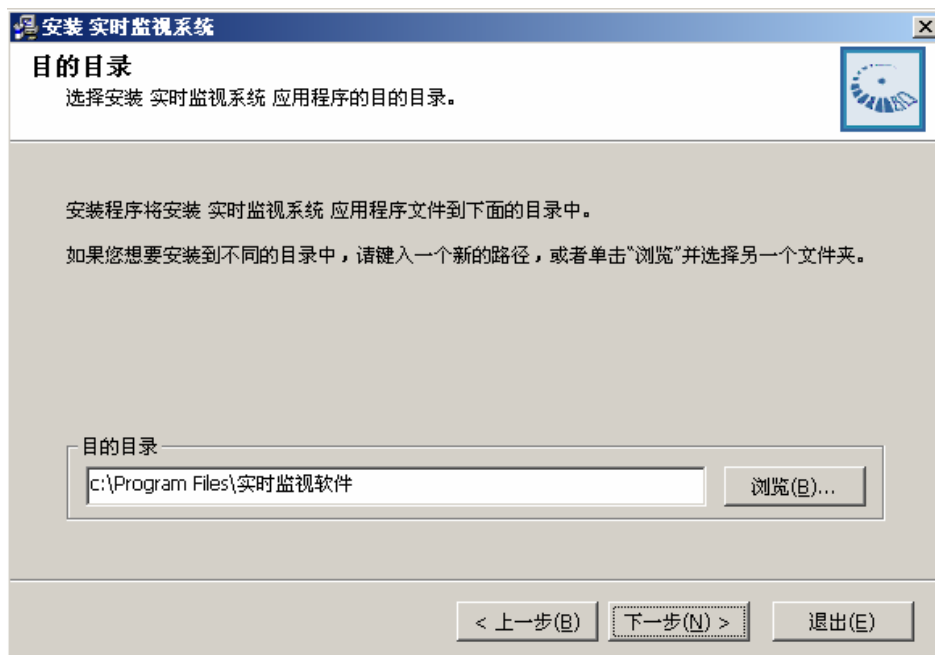 安装 实时监视系统
目的目录
选择安装 实时监视系统 应用程序的目的目录。
安装程序将安装 实时监视系统 应用程序文件到下面的目录中。
如果您想要安装到不同的目录中，请键入一个新的路径，或者单击"浏览"并选择另一个文件夹。
目的目录
c:\Program Files\实时监视软件
浏览(B)...
< 上一步(B)
下一步(N) >
退出(E)